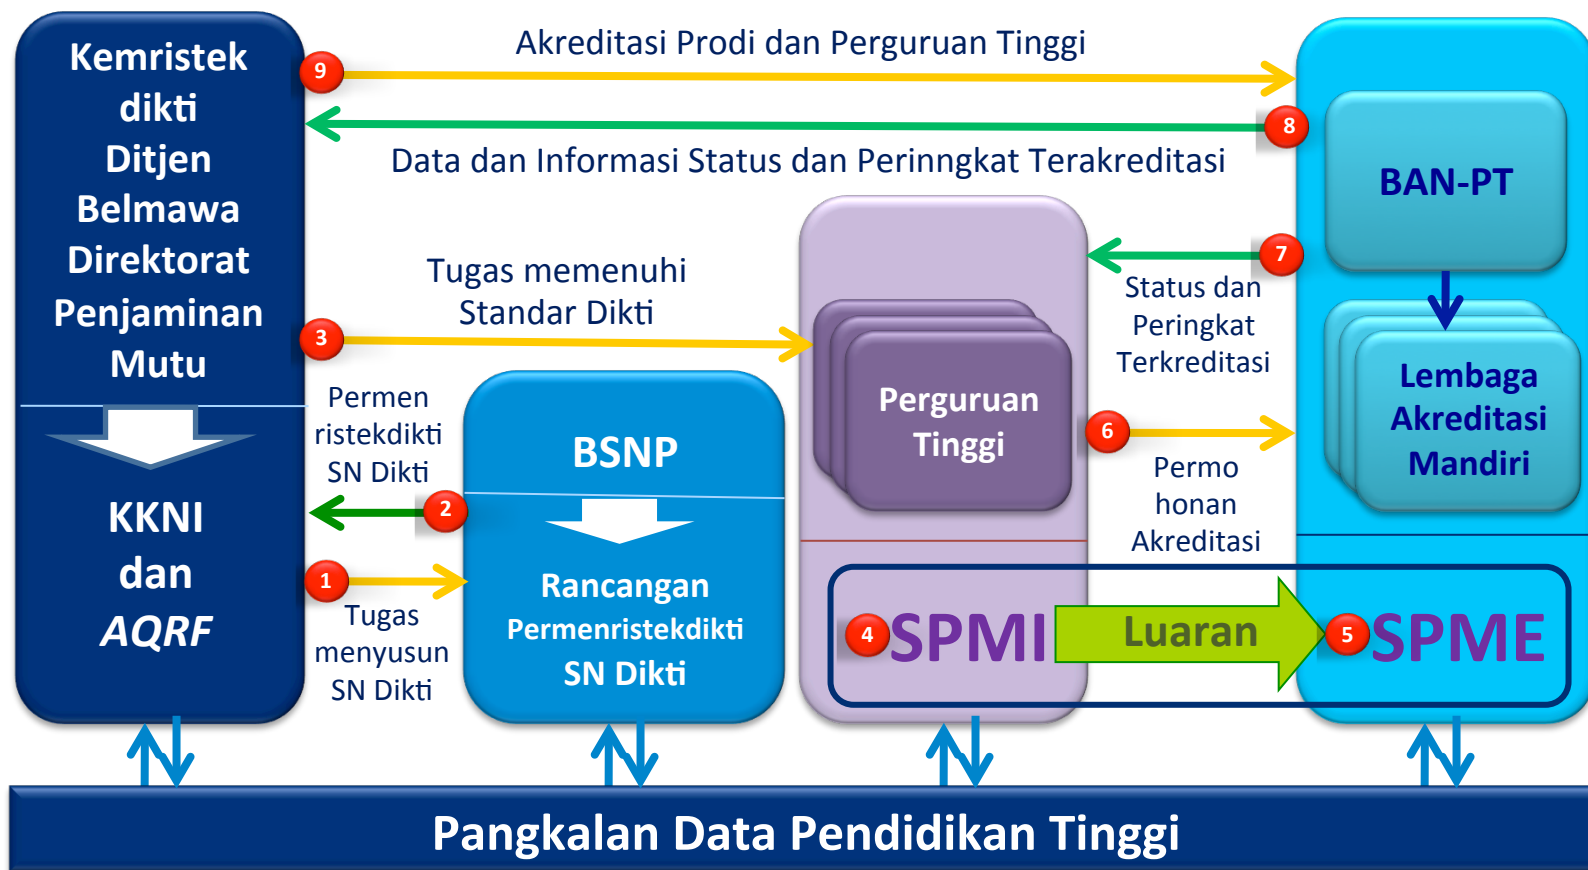 Kemristek
dikti
Ditjen
Belmawa
Direktorat
Penjaminan
Mutu
KKNI
dan
AQRF
9
Akreditasi Prodi dan Perguruan Tinggi
8
Data dan Informasi Status dan Perinngkat Terakreditasi
3
Tugas memenuhi
Standar Dikti
Permen
ristekdikti
SN Dikti
2
1
Tugas
menyusun
SN Dikti
BSNP
Rancangan
Permenristekdikti
SN Dikti
Perguruan
Tinggi
7
Status dan
Peringkat
Terkreditasi
6
Permo
honan
Akreditasi
BAN-PT
Lembaga
Akreditasi
Mandiri
4
SPMI
Luaran
5
SPME
Pangkalan Data Pendidikan Tinggi